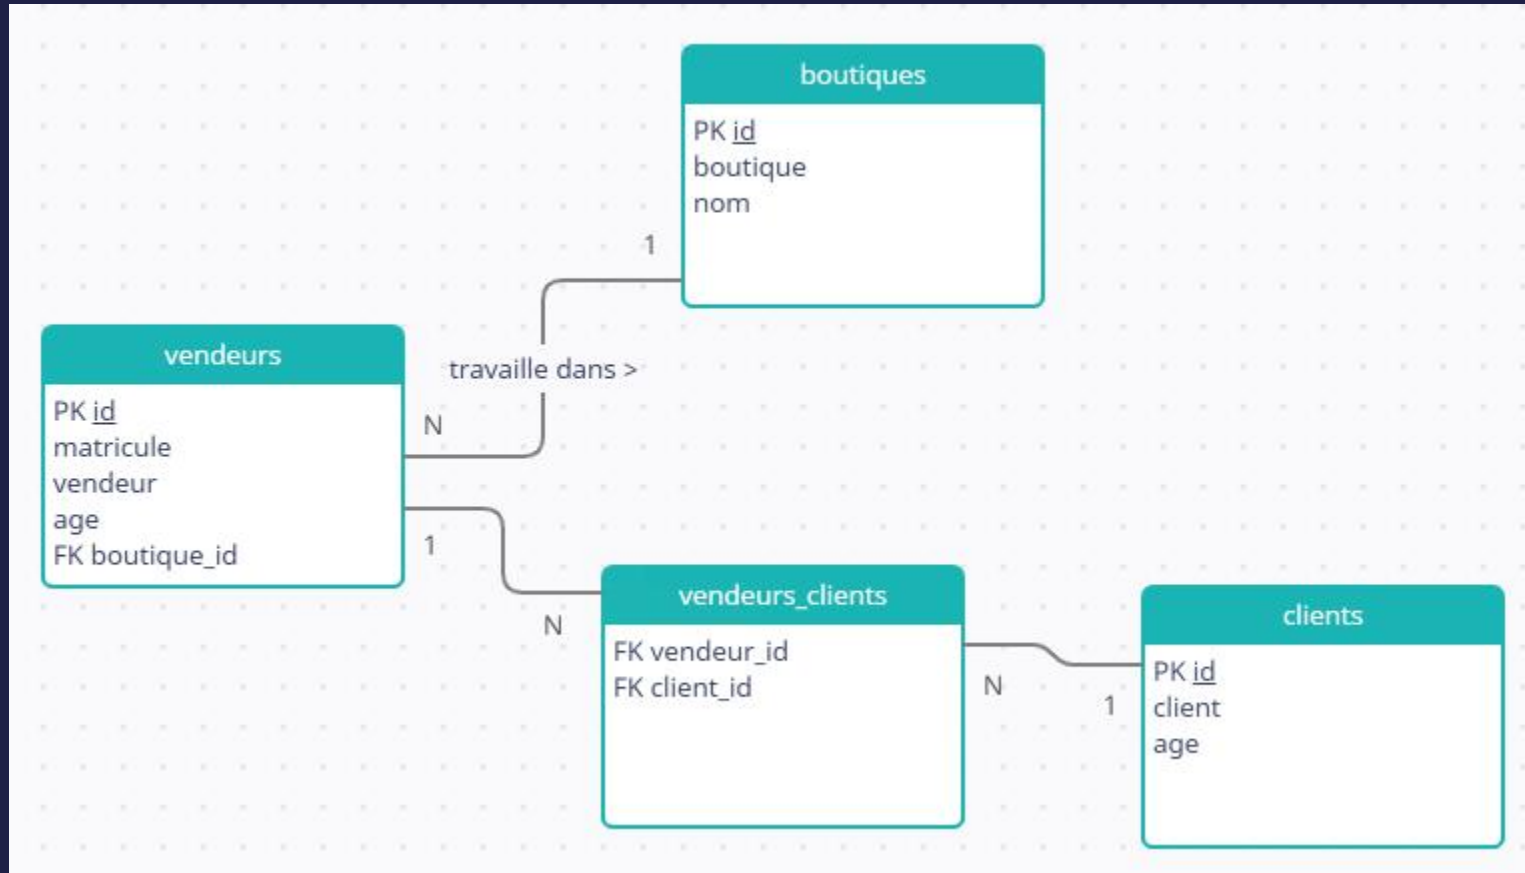 boutiques
PK id
boutique
nom
1
travaille dans >
N
vendeurs
PK id
matricule
vendeur
age
FK boutique_id
1
N
vendeurs_clients
FK vendeur_id
FK client_id
N
1
clients
PK id
client
age